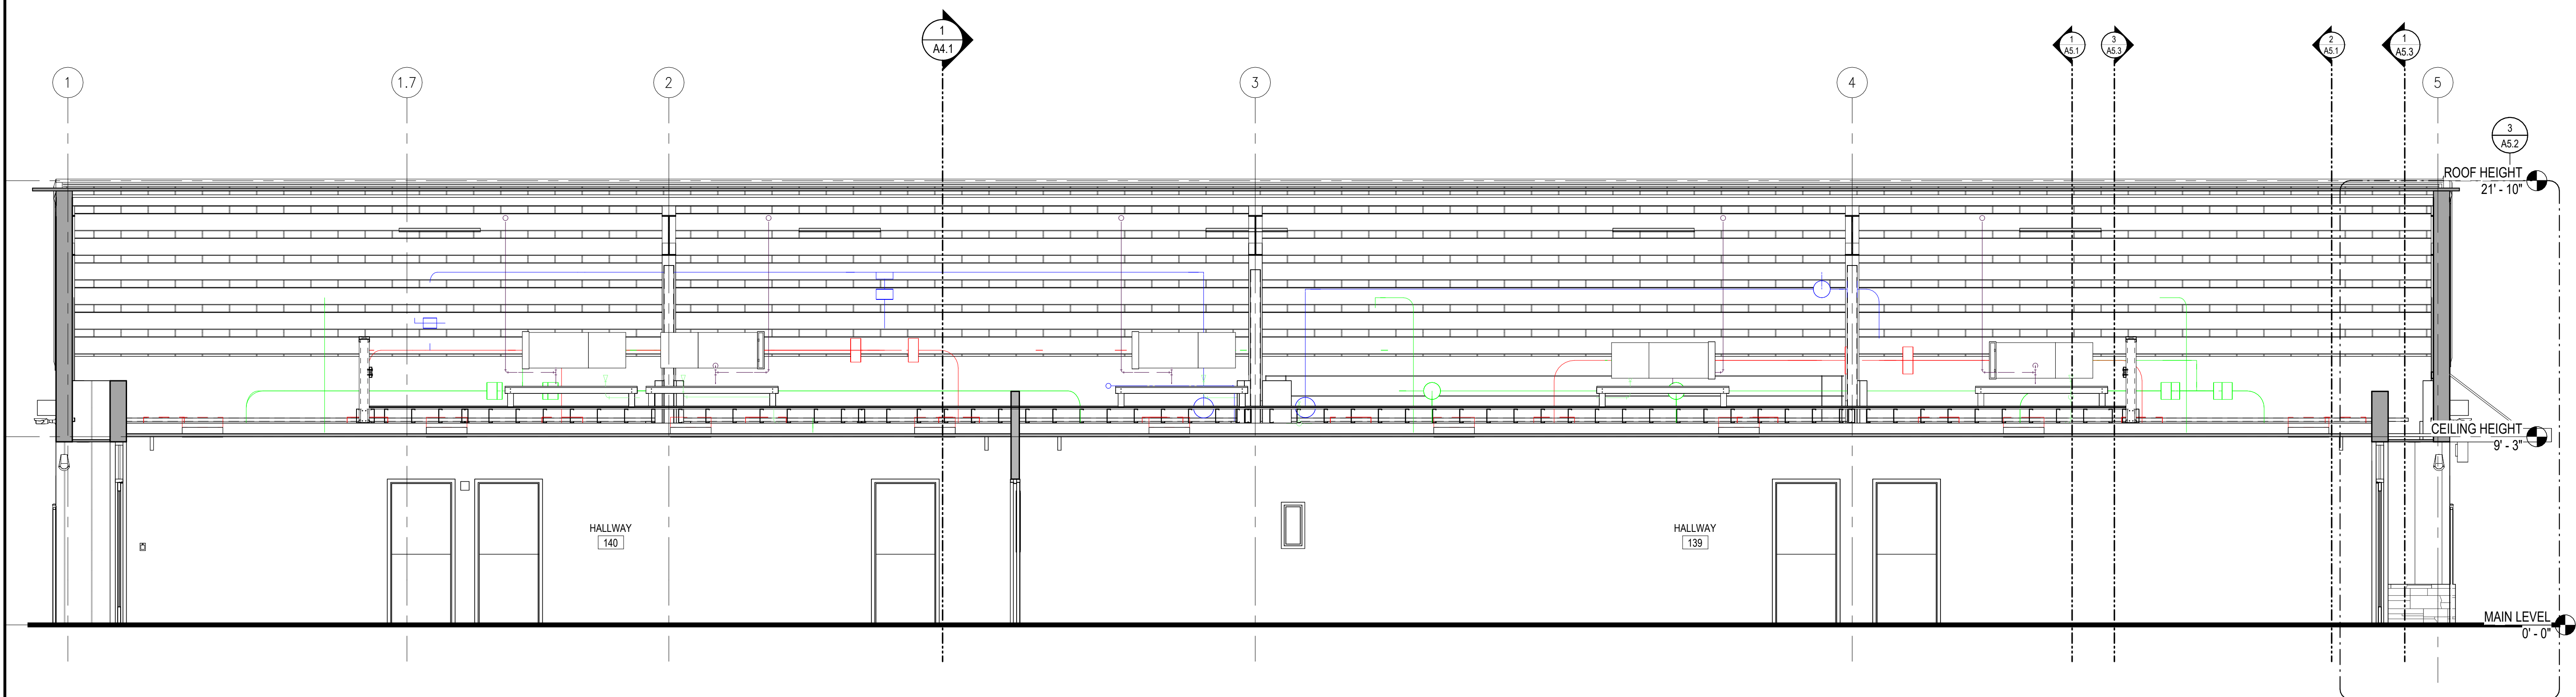 1
A4.1
1
A5.1
3
A5.3
2
A5.1
1
A5.3
1
1.7
2
3
4
5
3
A5.2
ROOF HEIGHT
21' - 10"
CEILING HEIGHT
9' - 3"
HALLWAY
140
HALLWAY
139
MAIN LEVEL
0' - 0"